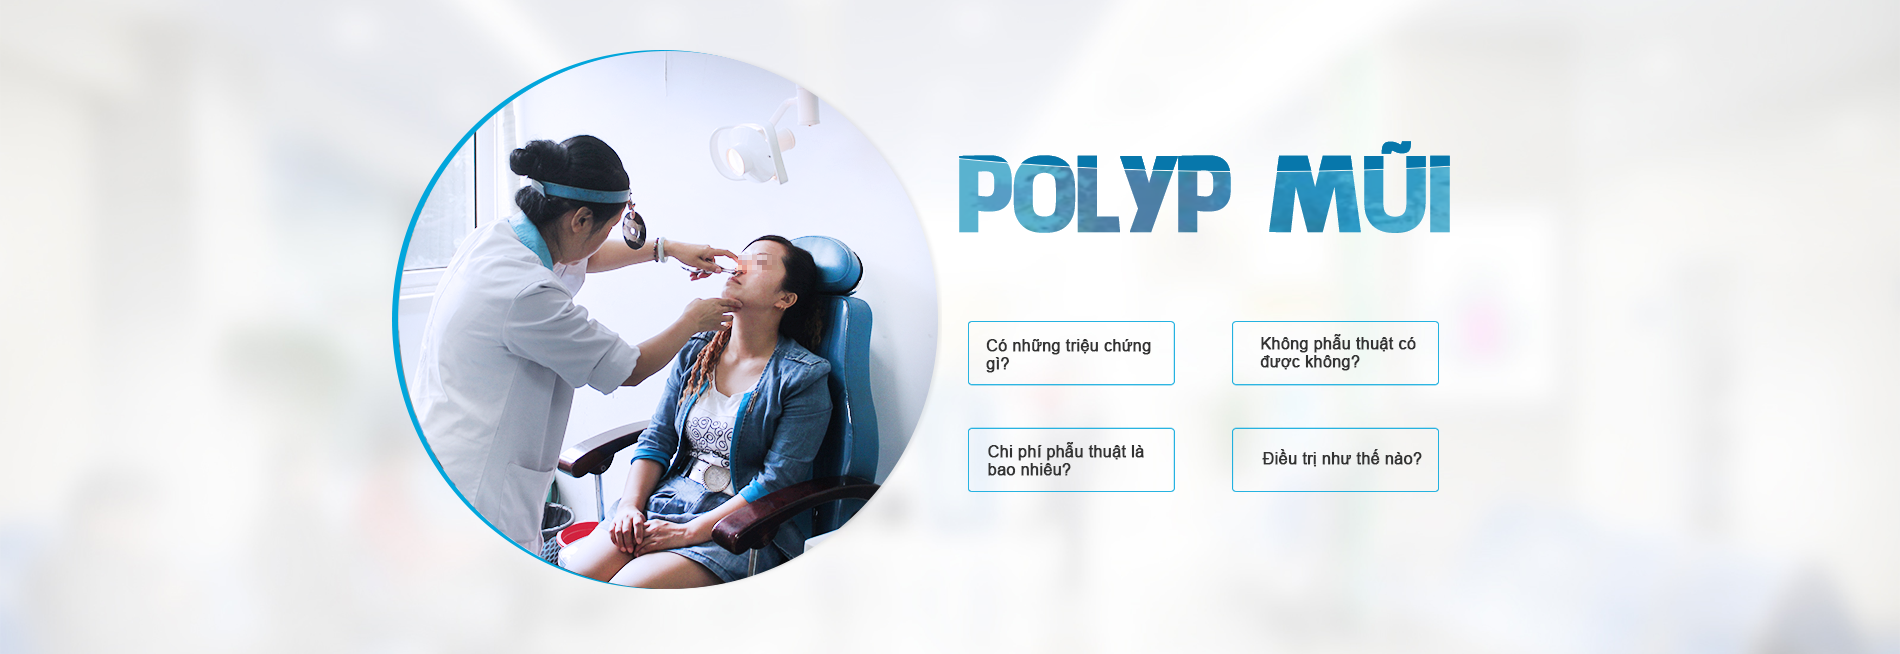 POLYP MŨI
Có những triệu chứng
gì?
Không phẫu thuật có
được không?
Chi phí phẫu thuật là
bao nhiêu?
Điều trị như thế nào?